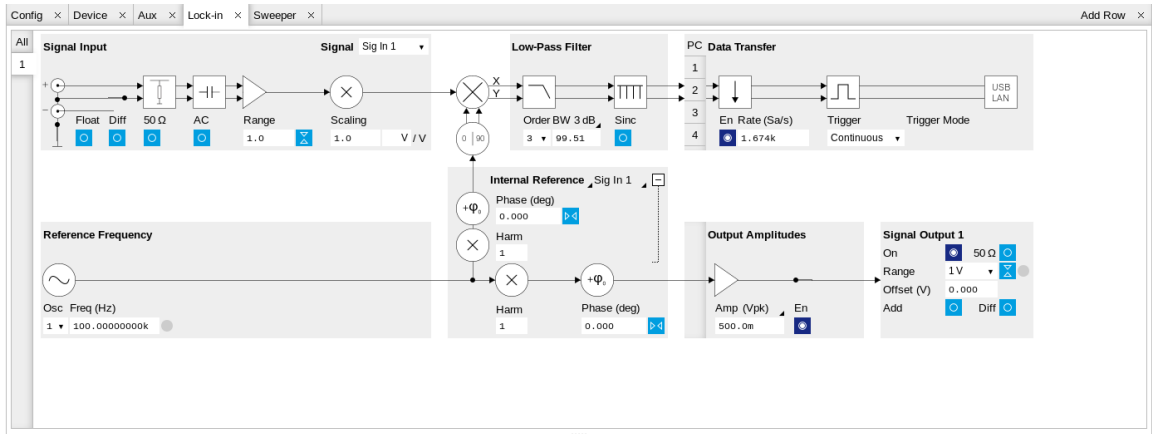 Config × Device × Aux × Lock-in × Sweeper × Add Row ×
All
1
Signal Input Signal Sig In 1
+
−
Float Diff 50 Ω AC Range Scaling
1.0 1.0 V / V
X
Y
0 | 90
Low-Pass Filter
Order BW 3 dB Sinc
3 99.51
PC Data Transfer
1
2
3
4
USB
LAN
En Rate (Sa/s) Trigger Trigger Mode
1.674k Continuous
Internal Reference Sig In 1
+φ₀ Phase (deg)
0.000
Harm
1
Reference Frequency
Osc Freq (Hz)
1 100.00000000k
Harm
1
+φ₀
Phase (deg)
0.000
Output Amplitudes
Amp (Vpk) En
500.0m
Signal Output 1
On 50 Ω
Range 1 V
Offset (V) 0.000
Add Diff